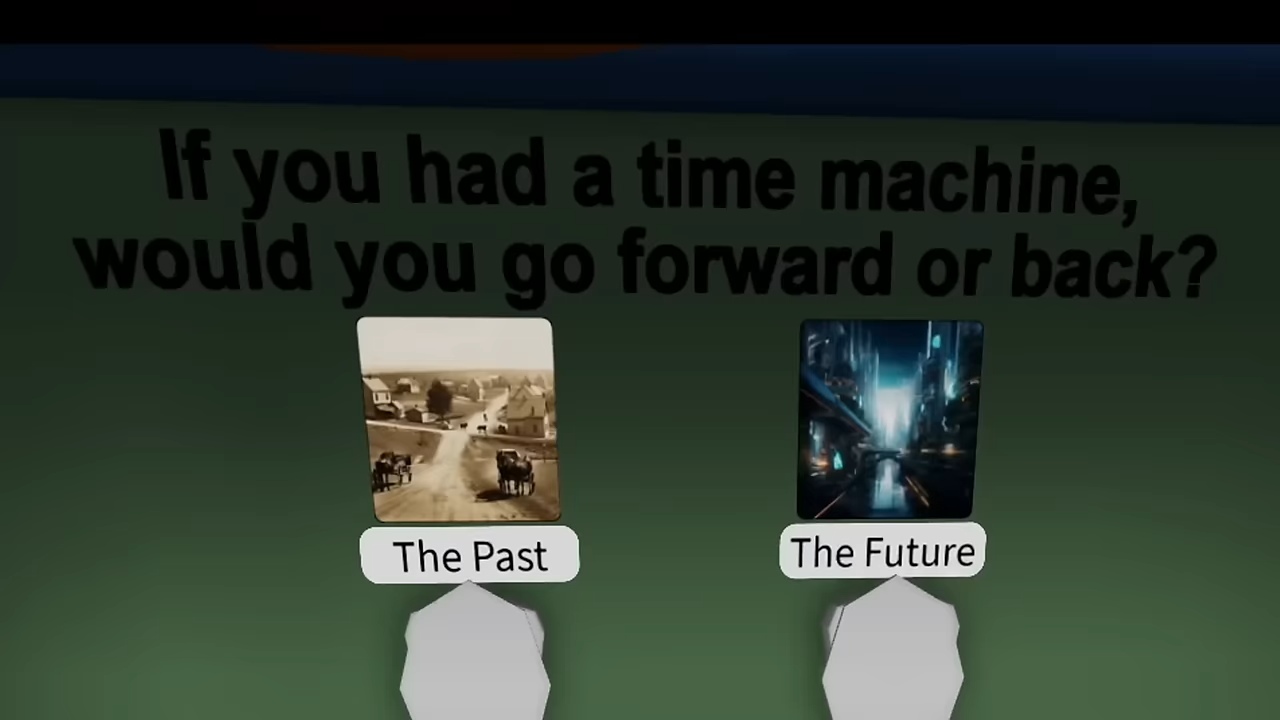 If you had a time machine,
would you go forward or back?
The Past
The Future